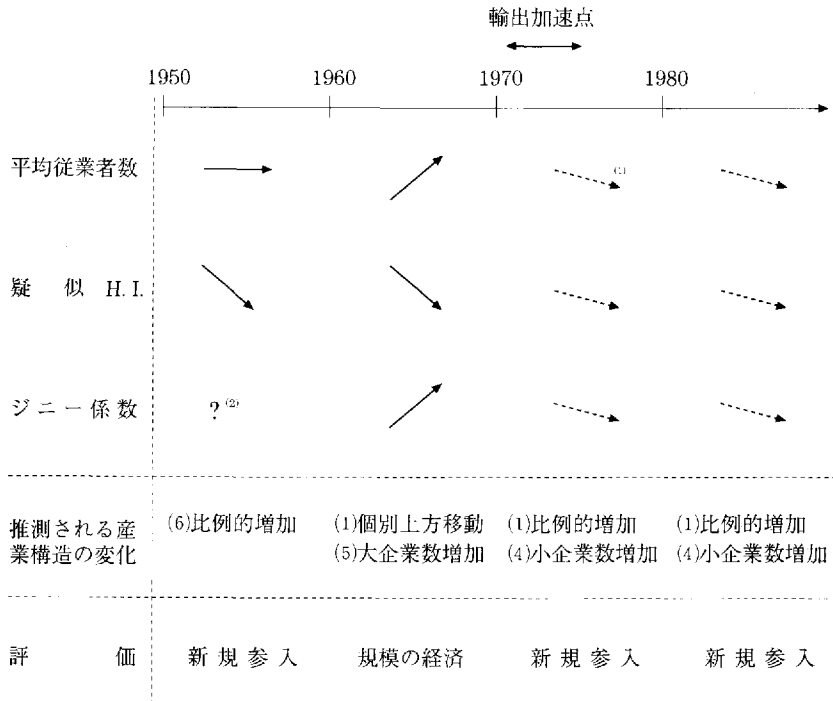 輸出加速点
1950 1960 1970 1980
平均従業者数 (1)
疑似 H. I.
ジニー係数 ? (2)
推測される産業構造の変化
(6)比例的増加
(1)個別上方移動
(5)大企業数増加
(1)比例的増加
(4)小企業数増加
(1)比例的増加
(4)小企業数増加
評価 新規参入 規模の経済 新規参入 新規参入